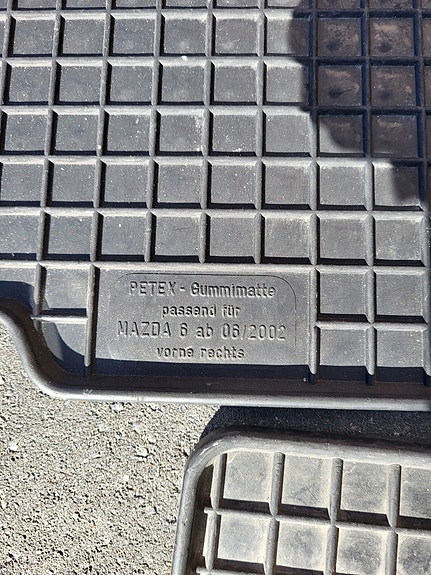 PETEX - Gummimatte
passend für
MAZDA 6 ab 06/2002
vorne rechts